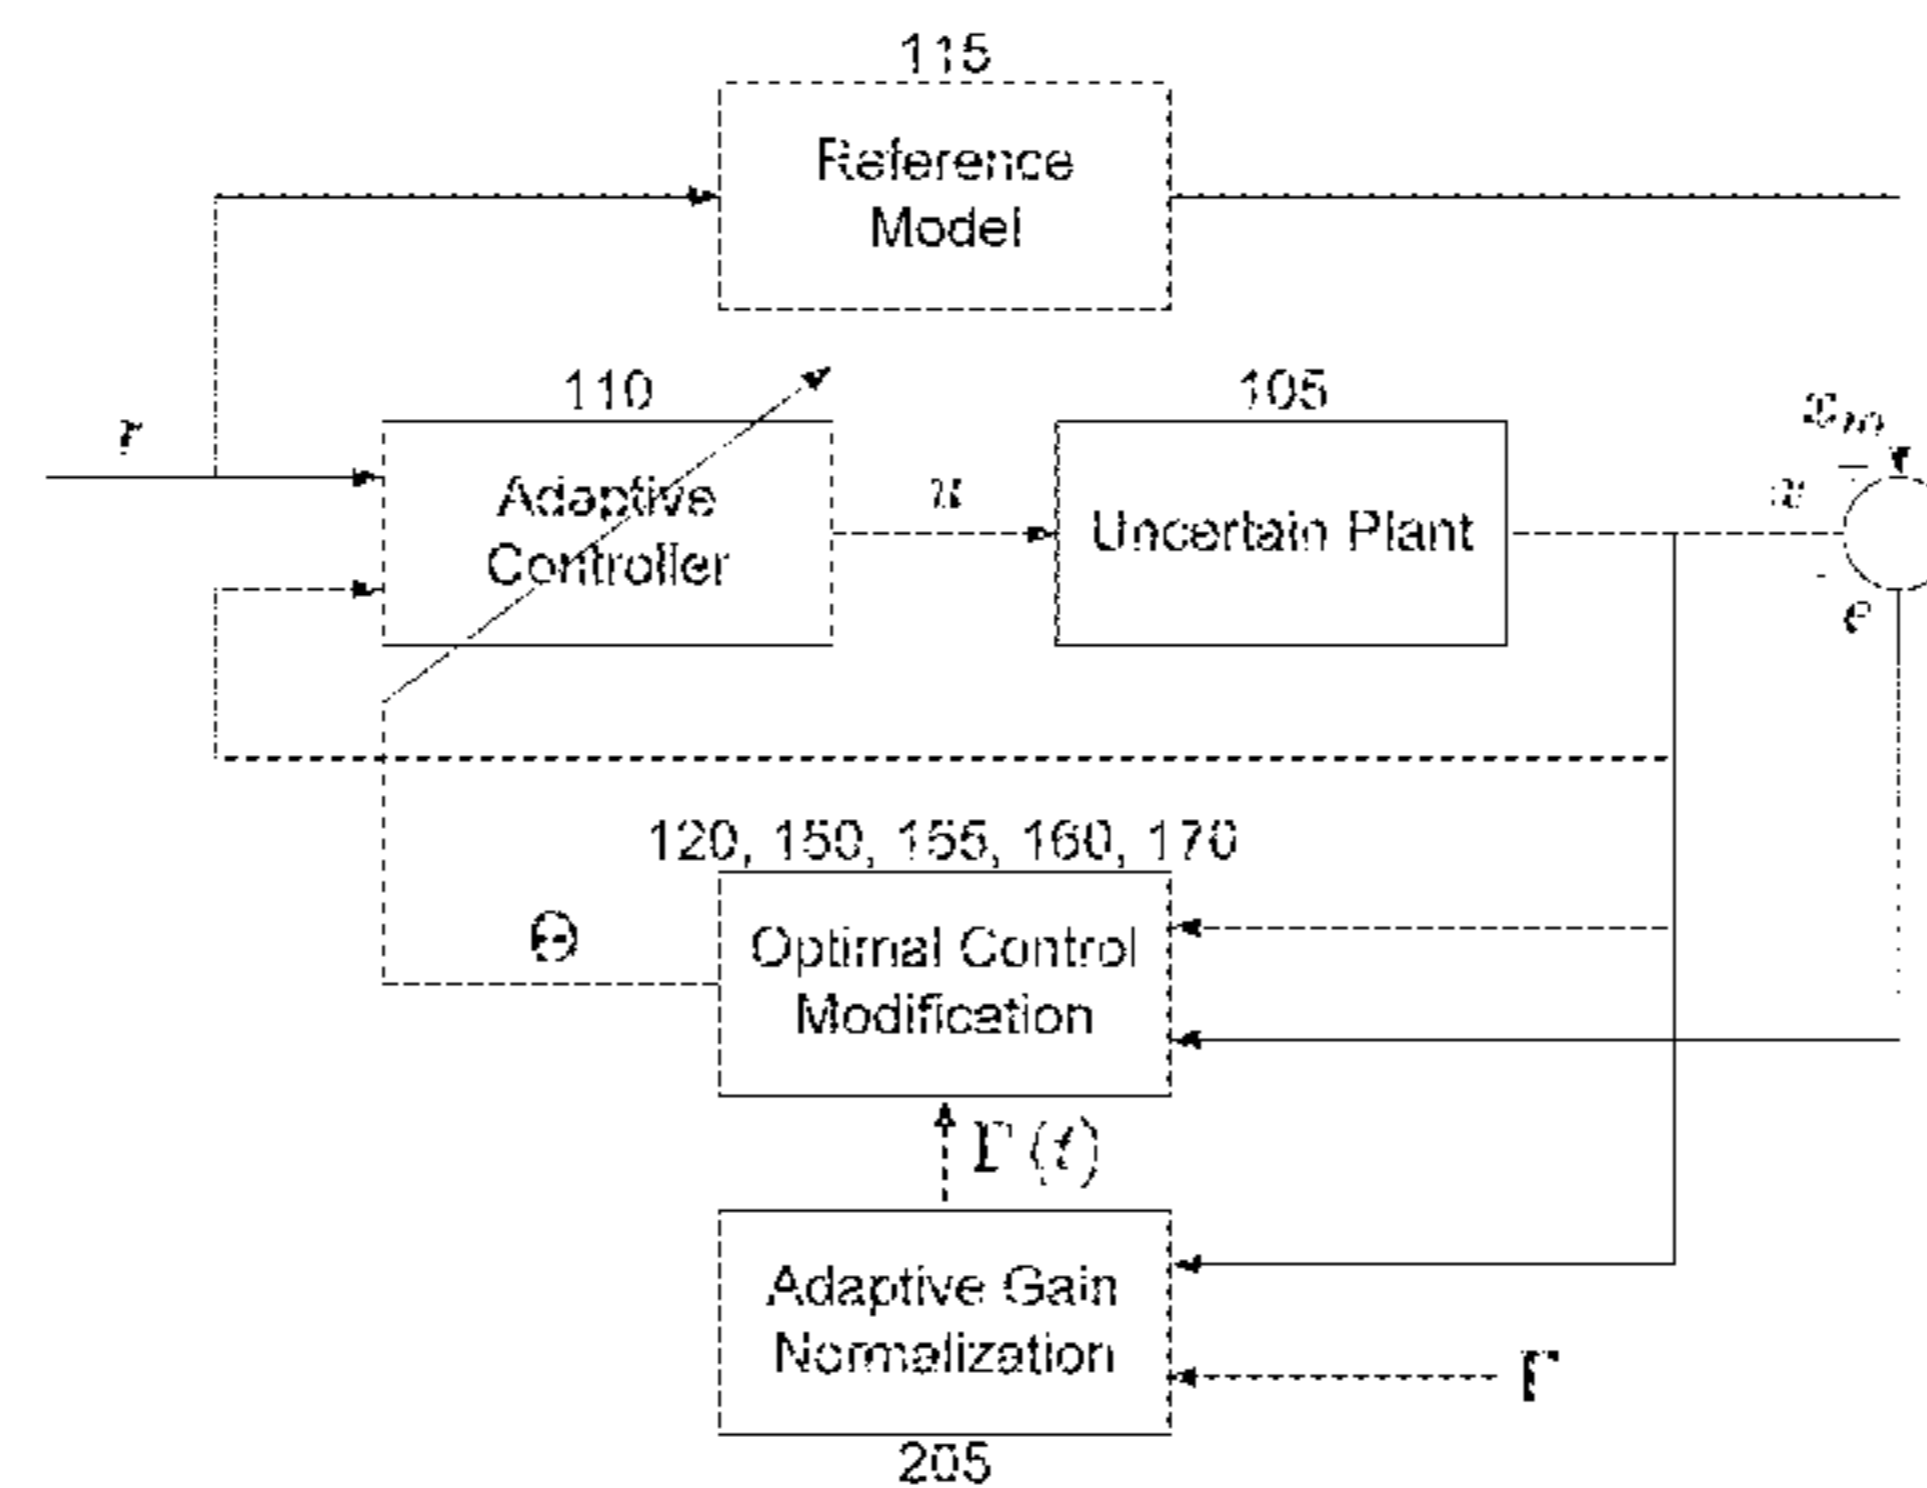 115
Reference
Model
110
105
r
x_m
Adaptive
Controller
u
Uncertain Plant
x
e
120, 150, 155, 160, 170
Θ
Optimal Control
Modification
Γ(t)
Adaptive Gain
Normalization
Γ
205